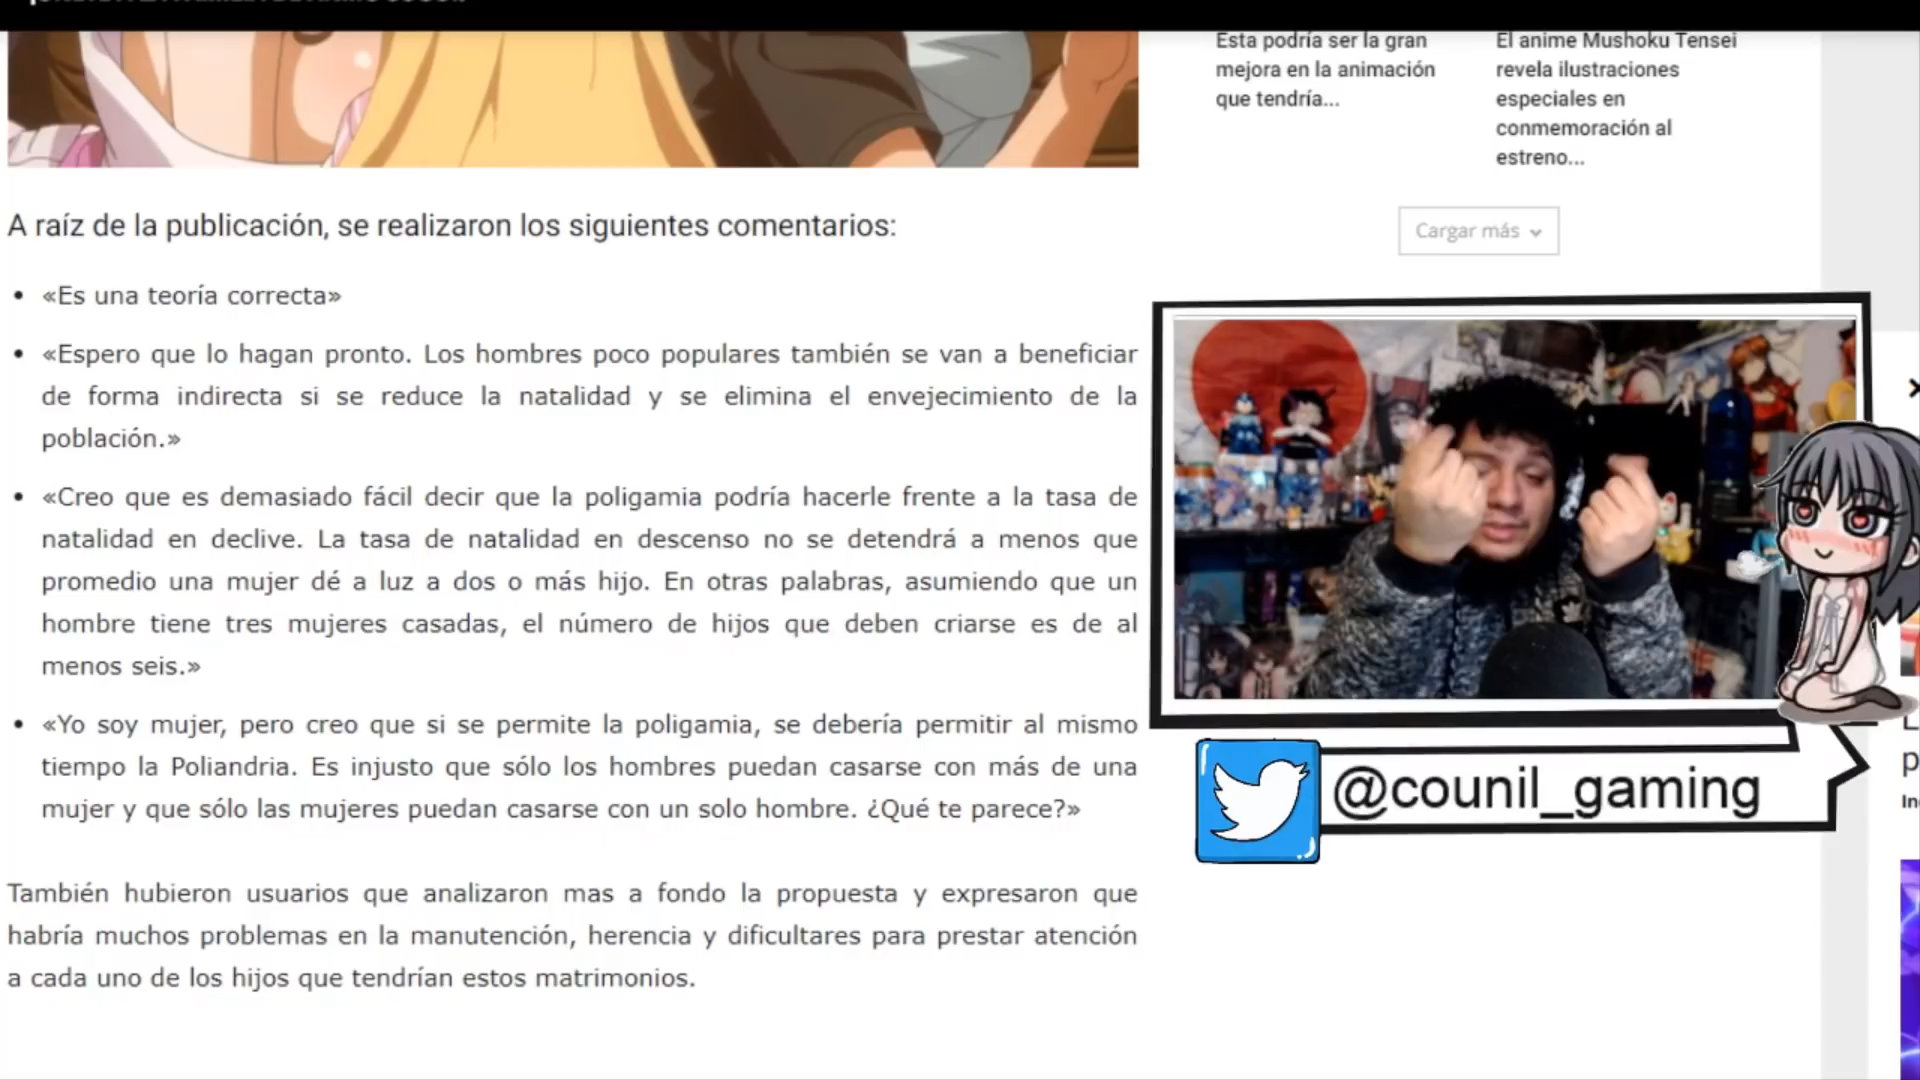 Esta podría ser la gran
mejora en la animación
que tendría...
El anime Mushoku Tensei
revela ilustraciones
especiales en
conmemoración al
estreno...
Cargar más
A raíz de la publicación, se realizaron los siguientes comentarios:
«Es una teoría correcta»
«Espero que lo hagan pronto. Los hombres poco populares también se van a beneficiar
de forma indirecta si se reduce la natalidad y se elimina el envejecimiento de la
población.»
«Creo que es demasiado fácil decir que la poligamia podría hacerle frente a la tasa de
natalidad en declive. La tasa de natalidad en descenso no se detendrá a menos que
promedio una mujer dé a luz a dos o más hijo. En otras palabras, asumiendo que un
hombre tiene tres mujeres casadas, el número de hijos que deben criarse es de al
menos seis.»
«Yo soy mujer, pero creo que si se permite la poligamia, se debería permitir al mismo
tiempo la Poliandria. Es injusto que sólo los hombres puedan casarse con más de una
mujer y que sólo las mujeres puedan casarse con un solo hombre. ¿Qué te parece?»
También hubieron usuarios que analizaron mas a fondo la propuesta y expresaron que
habría muchos problemas en la manutención, herencia y dificultares para prestar atención
a cada uno de los hijos que tendrían estos matrimonios.
@counil_gaming